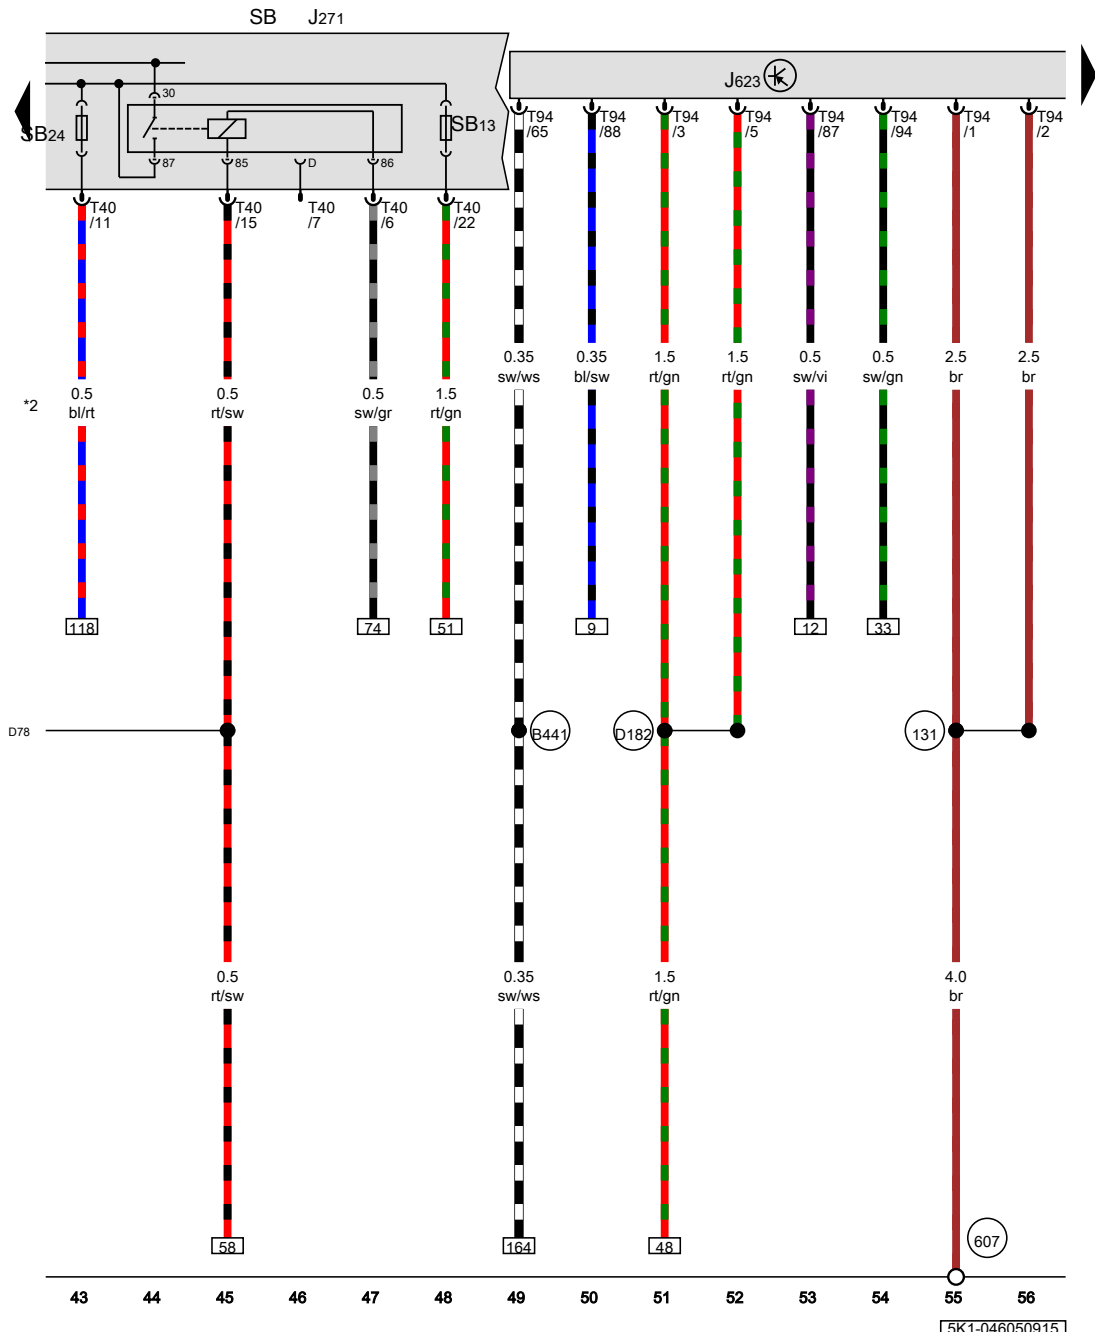 SB J271
J623
30
SB24
SB13
87 85 D 86
T40 /11
T40 /15
T40 /7
T40 /6
T40 /22
T94 /65
T94 /88
T94 /3
T94 /5
T94 /87
T94 /94
T94 /1
T94 /2
0.35 0.35 1.5 1.5 0.5 0.5 2.5 2.5
sw/ws bl/sw rt/gn rt/gn sw/vi sw/gn br br
*2
0.5 0.5 0.5 1.5
bl/rt rt/sw sw/gr rt/gn
118 74 51 9 12 33
D78 B441 D182 131
0.5 0.35 1.5 4.0
rt/sw sw/ws rt/gn br
607
58 164 48
43 44 45 46 47 48 49 50 51 52 53 54 55 56
5K1-046050915